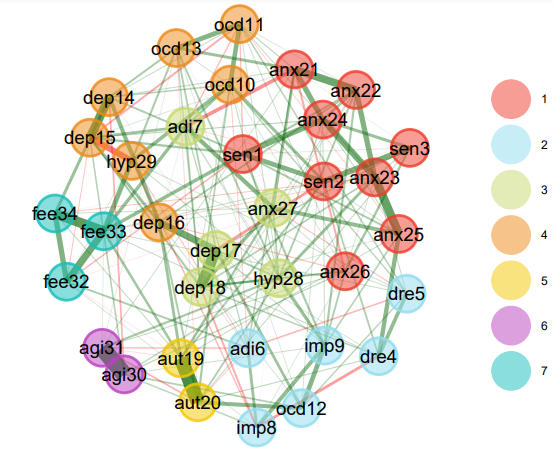 ocd11
ocd13
anx21
ocd10
anx22
1
dep14
anx24
adi7
dep15
2
sen3
hyp29
sen1
anx23
sen2
3
fee34
anx27
dep16
fee33
anx25
4
dep17
anx26
fee32
hyp28
dep18
5
dre5
6
agi31
adi6
imp9
dre4
aut19
agi30
7
aut20
ocd12
imp8